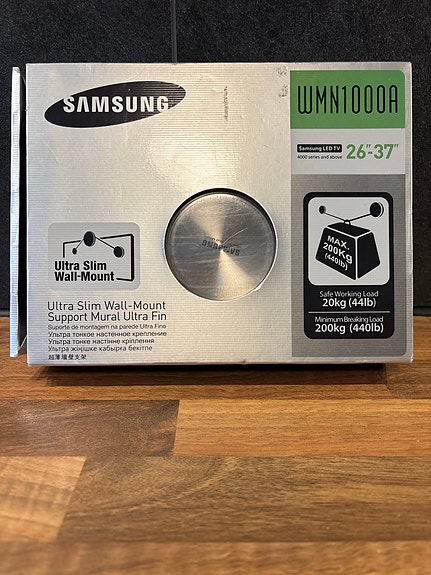 SAMSUNG
WMN1000A
Samsung LED TV
4000 series and above
26"-37"
SAMSUNG
MAX.
200Kg
(440lb)
Ultra Slim
Wall-Mount
Safe Working Load
20kg (44lb)
Minimum Breaking Load
200kg (440lb)
Ultra Slim Wall-Mount
Support Mural Ultra Fin
Suporte de montagem na parede Ultra Fino
Ультра тонкое настенное крепление
Ультра тонке настінне кріплення
Ультра жіңішке қабырға бекітпе
超薄墙壁支架